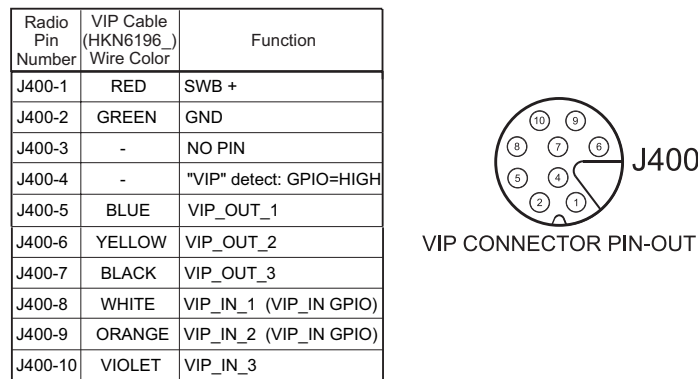 Radio Pin Number | VIP Cable (HKN6196_) Wire Color | Function
J400-1 | RED | SWB +
J400-2 | GREEN | GND
J400-3 | - | NO PIN
J400-4 | - | "VIP" detect: GPIO=HIGH
J400-5 | BLUE | VIP_OUT_1
J400-6 | YELLOW | VIP_OUT_2
J400-7 | BLACK | VIP_OUT_3
J400-8 | WHITE | VIP_IN_1 (VIP_IN GPIO)
J400-9 | ORANGE | VIP_IN_2 (VIP_IN GPIO)
J400-10 | VIOLET | VIP_IN_3
10 9
8 7 6
J400
5 4
2 1
VIP CONNECTOR PIN-OUT